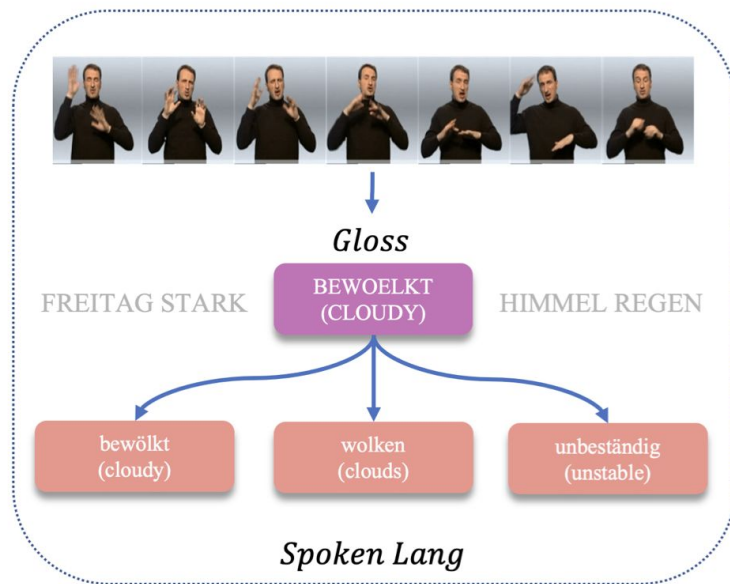 Gloss
FREITAG STARK
BEWOELKT
(CLOUDY)
HIMMEL REGEN
bewölkt
(cloudy)
wolken
(clouds)
unbeständig
(unstable)
Spoken Lang